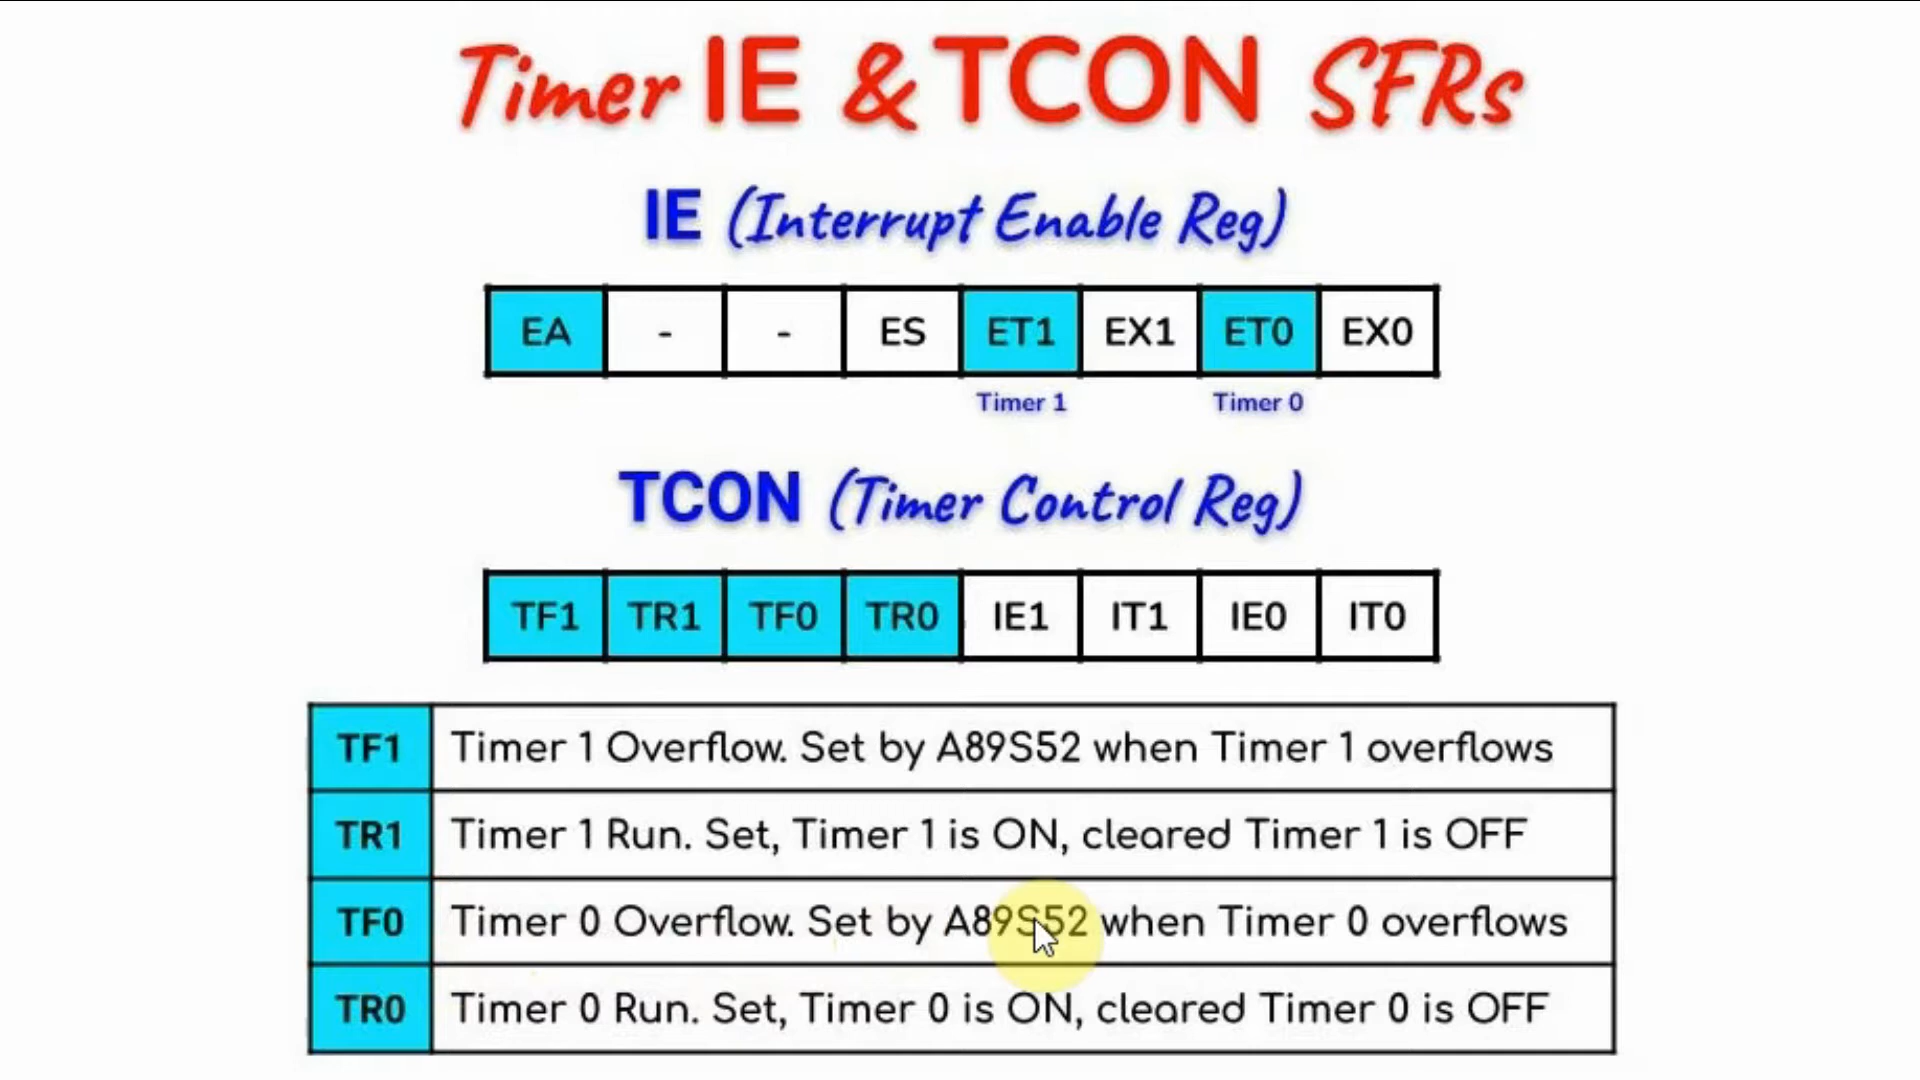 Timer IE & TCON SFRs
IE (Interrupt Enable Reg)
EA - - ES ET1 EX1 ET0 EX0
Timer 1 Timer 0
TCON (Timer Control Reg)
TF1 TR1 TF0 TR0 IE1 IT1 IE0 IT0
TF1 Timer 1 Overflow. Set by A89S52 when Timer 1 overflows
TR1 Timer 1 Run. Set, Timer 1 is ON, cleared Timer 1 is OFF
TF0 Timer 0 Overflow. Set by A89S52 when Timer 0 overflows
TR0 Timer 0 Run. Set, Timer 0 is ON, cleared Timer 0 is OFF